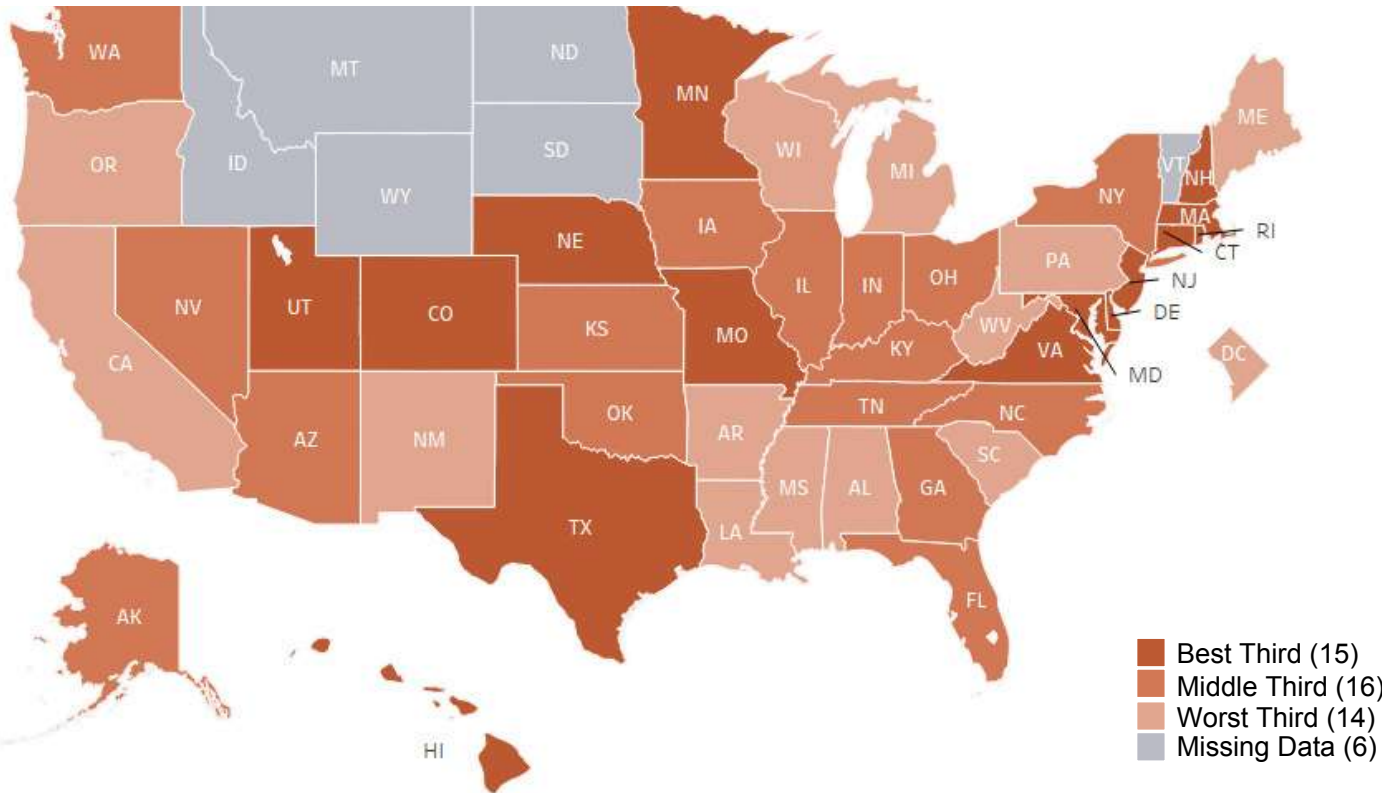 WA
MT
ND
MN
OR
ID
SD
WI
MI
ME
WY
VT
NH
NY
MA
IA
NE
RI
CT
PA
NJ
NV
UT
CO
IL
IN
OH
DE
KS
MO
WV
VA
DC
CA
KY
MD
OK
TN
NC
AZ
NM
AR
SC
MS
AL
GA
TX
LA
FL
AK
HI
Best Third (15)
Middle Third (16)
Worst Third (14)
Missing Data (6)